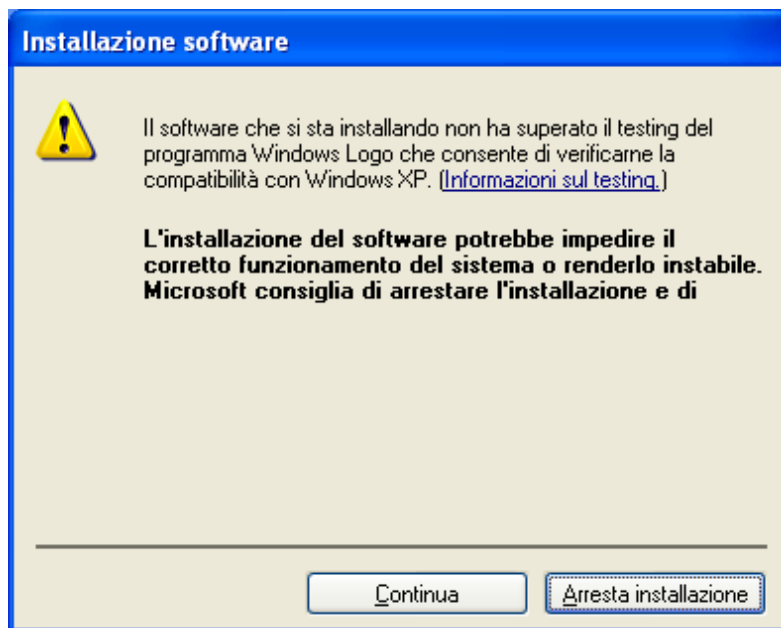 Installazione software
Il software che si sta installando non ha superato il testing del
programma Windows Logo che consente di verificarne la
compatibilità con Windows XP. (Informazioni sul testing.)
L'installazione del software potrebbe impedire il
corretto funzionamento del sistema o renderlo instabile.
Microsoft consiglia di arrestare l'installazione e di
Continua
Arresta installazione